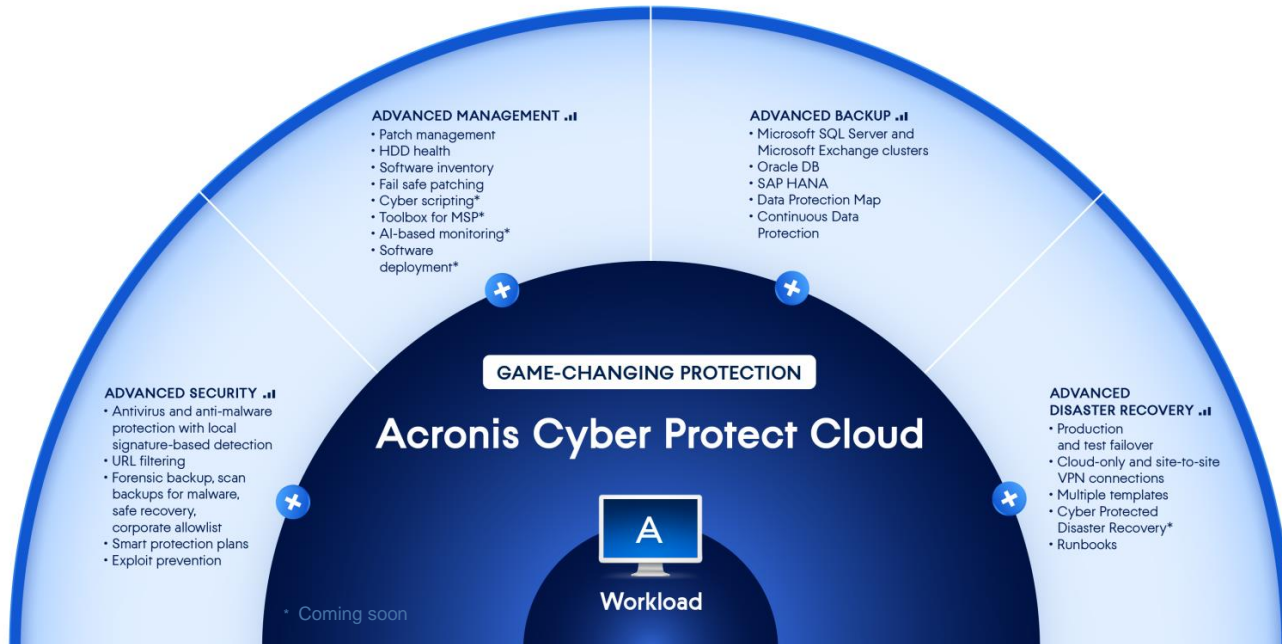 ADVANCED MANAGEMENT
• Patch management
• HDD health
• Software inventory
• Fail safe patching
• Cyber scripting*
• Toolbox for MSP*
• AI-based monitoring*
• Software
deployment*
ADVANCED BACKUP
• Microsoft SQL Server and
Microsoft Exchange clusters
• Oracle DB
• SAP HANA
• Data Protection Map
• Continuous Data
Protection
ADVANCED SECURITY
• Antivirus and anti-malware
protection with local
signature-based detection
• URL filtering
• Forensic backup, scan
backups for malware,
safe recovery,
corporate allowlist
• Smart protection plans
• Exploit prevention
GAME-CHANGING PROTECTION
Acronis Cyber Protect Cloud
A
Workload
ADVANCED
DISASTER RECOVERY
• Production
and test failover
• Cloud-only and site-to-site
VPN connections
• Multiple templates
• Cyber Protected
Disaster Recovery*
• Runbooks
* Coming soon